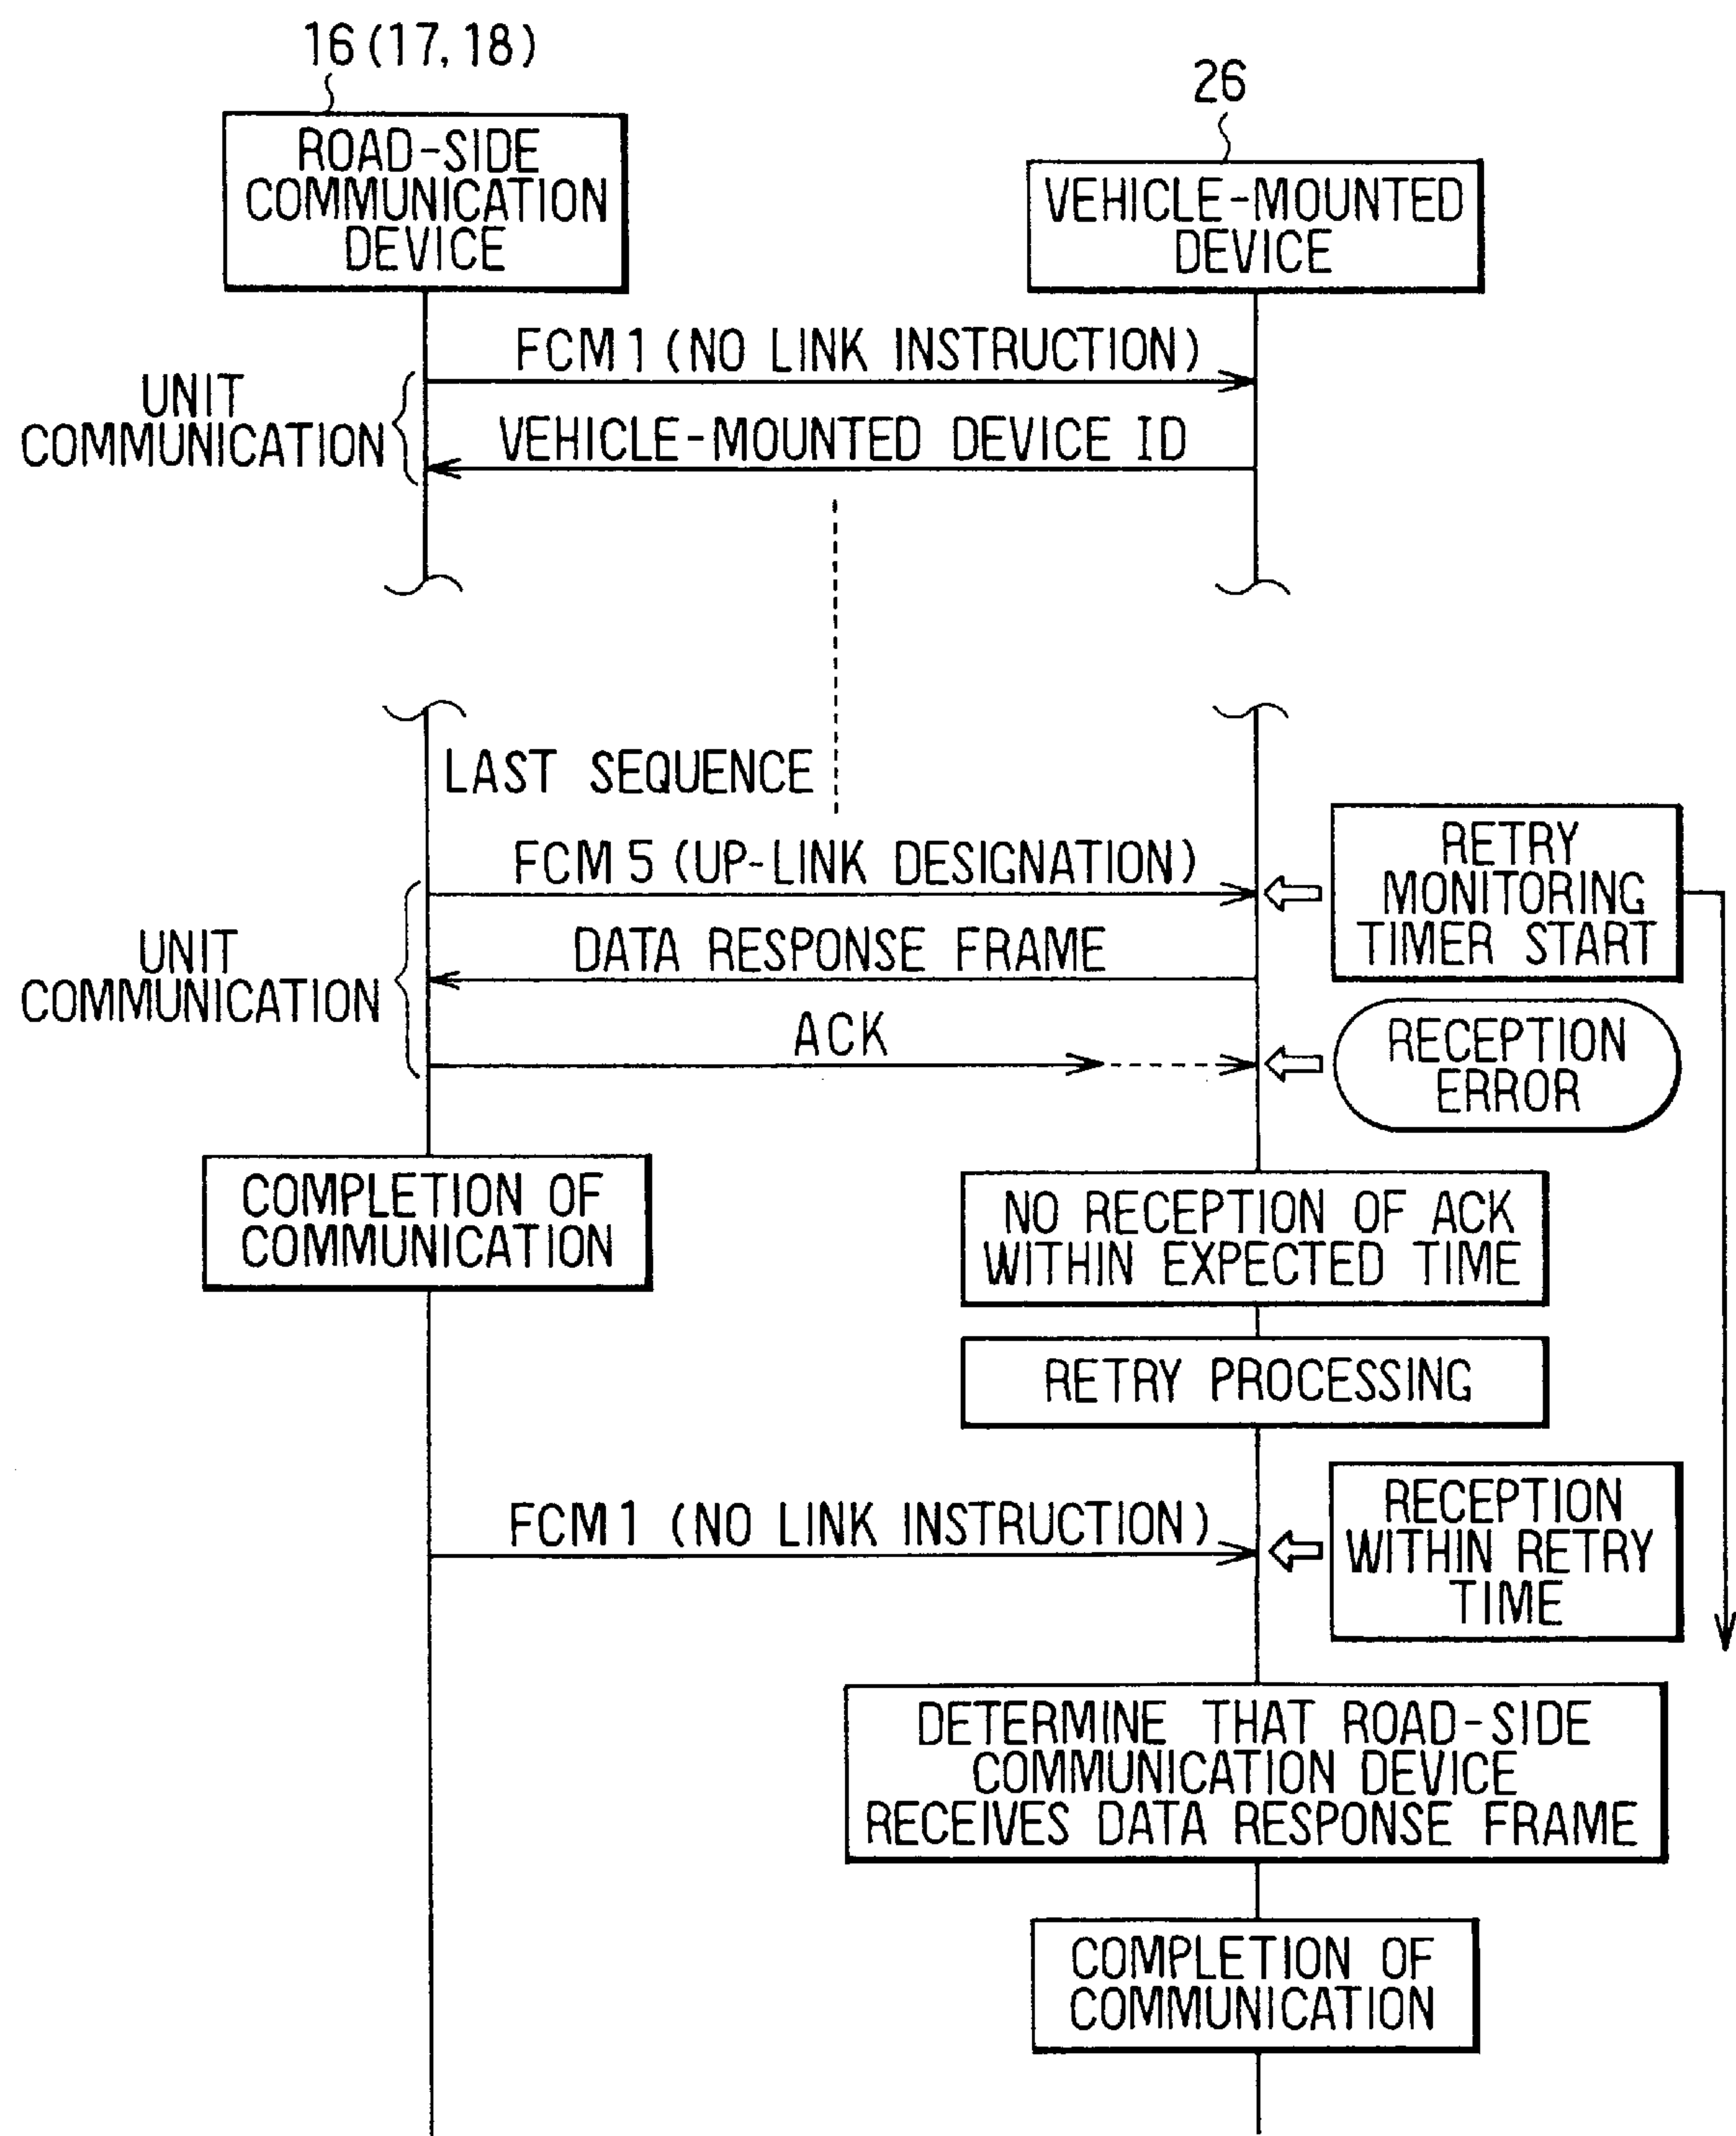 16(17, 18)
26
ROAD-SIDE
COMMUNICATION
DEVICE
VEHICLE-MOUNTED
DEVICE
FCM 1 (NO LINK INSTRUCTION)
UNIT
COMMUNICATION
VEHICLE-MOUNTED DEVICE ID
LAST SEQUENCE
FCM 5 (UP-LINK DESIGNATION)
RETRY
MONITORING
TIMER START
UNIT
COMMUNICATION
DATA RESPONSE FRAME
ACK
RECEPTION
ERROR
COMPLETION OF
COMMUNICATION
NO RECEPTION OF ACK
WITHIN EXPECTED TIME
RETRY PROCESSING
FCM 1 (NO LINK INSTRUCTION)
RECEPTION
WITHIN RETRY
TIME
DETERMINE THAT ROAD-SIDE
COMMUNICATION DEVICE
RECEIVES DATA RESPONSE FRAME
COMPLETION OF
COMMUNICATION